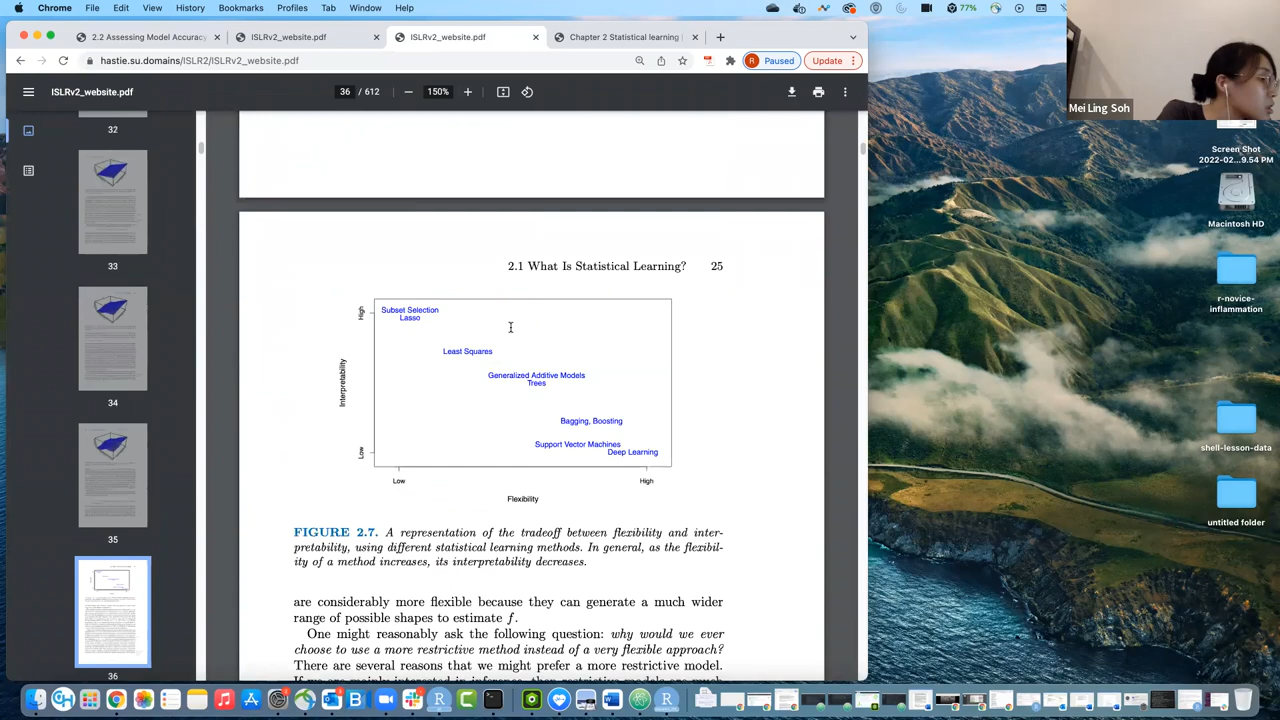 Chrome File Edit View History Bookmarks Profiles Tab Window Help
77%
2.2 Assessing Model Accuracy
ISLRv2_website.pdf
ISLRv2_website.pdf
Chapter 2 Statistical learning
hastie.su.domains/ISLR2/ISLRv2_website.pdf
R Paused
Update
ISLRv2_website.pdf
36 / 612
150%
Mei Ling Soh
32
33
34
35
36
2.1 What Is Statistical Learning? 25
High
Subset Selection
Lasso
Least Squares
Generalized Additive Models
Trees
Interpretability
Bagging, Boosting
Support Vector Machines
Low
Deep Learning
Low
High
Flexibility
FIGURE 2.7. A representation of the tradeoff between flexibility and inter-
pretability, using different statistical learning methods. In general, as the flexibil-
ity of a method increases, its interpretability decreases.
are considerably more flexible because they can generate a much wider
range of possible shapes to estimate f.
One might reasonably ask the following question: why would we ever
choose to use a more restrictive method instead of a very flexible approach?
There are several reasons that we might prefer a more restrictive model.
Screen Shot
2022-02...9.54 PM
Macintosh HD
r-novice-
inflammation
shell-lesson-data
untitled folder